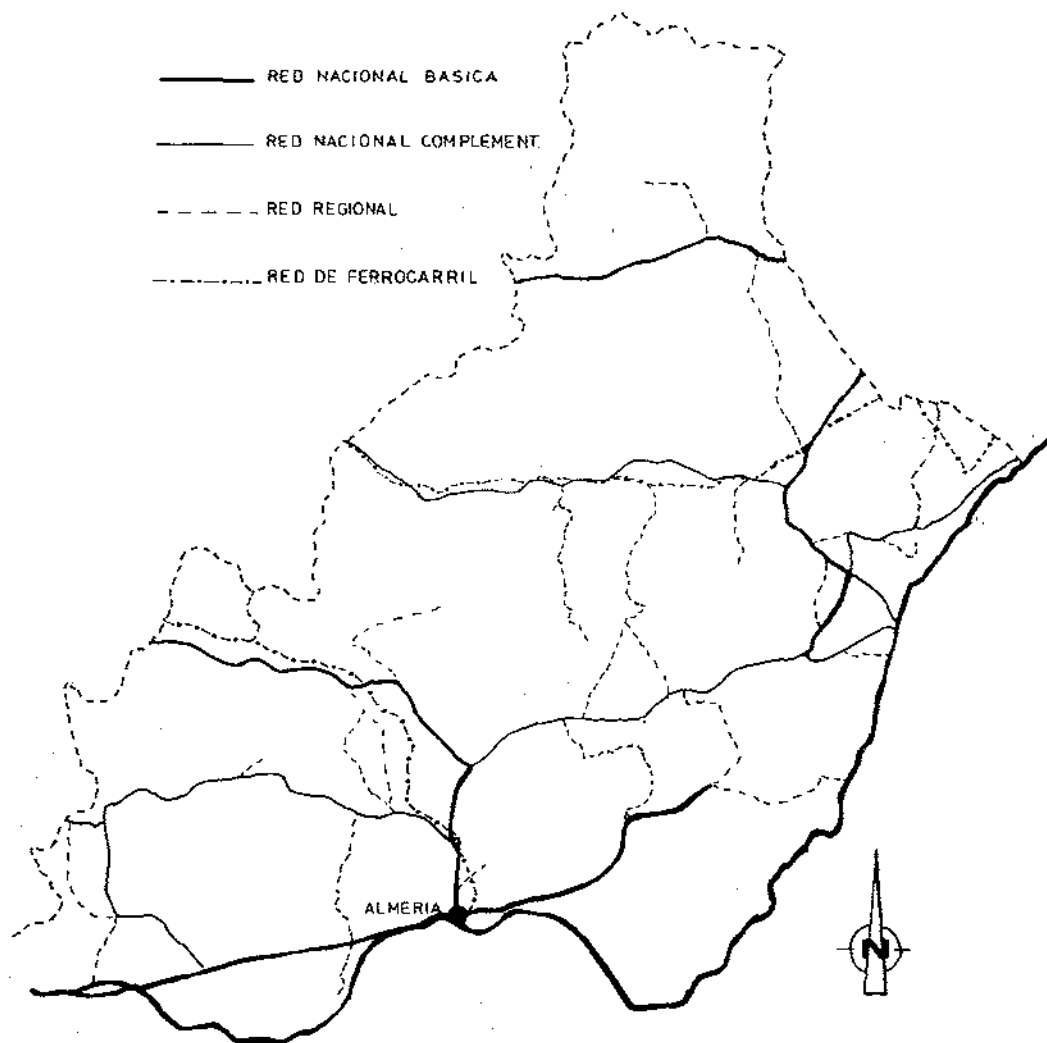 RED NACIONAL BASICA
RED NACIONAL COMPLEMENT.
RED REGIONAL
RED DE FERROCARRIL
ALMERIA
N